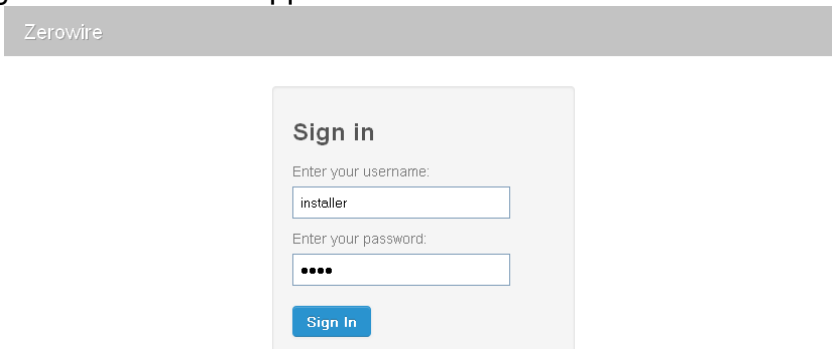 Zerowire
Sign in
Enter your username:
installer
Enter your password:
••••
Sign In